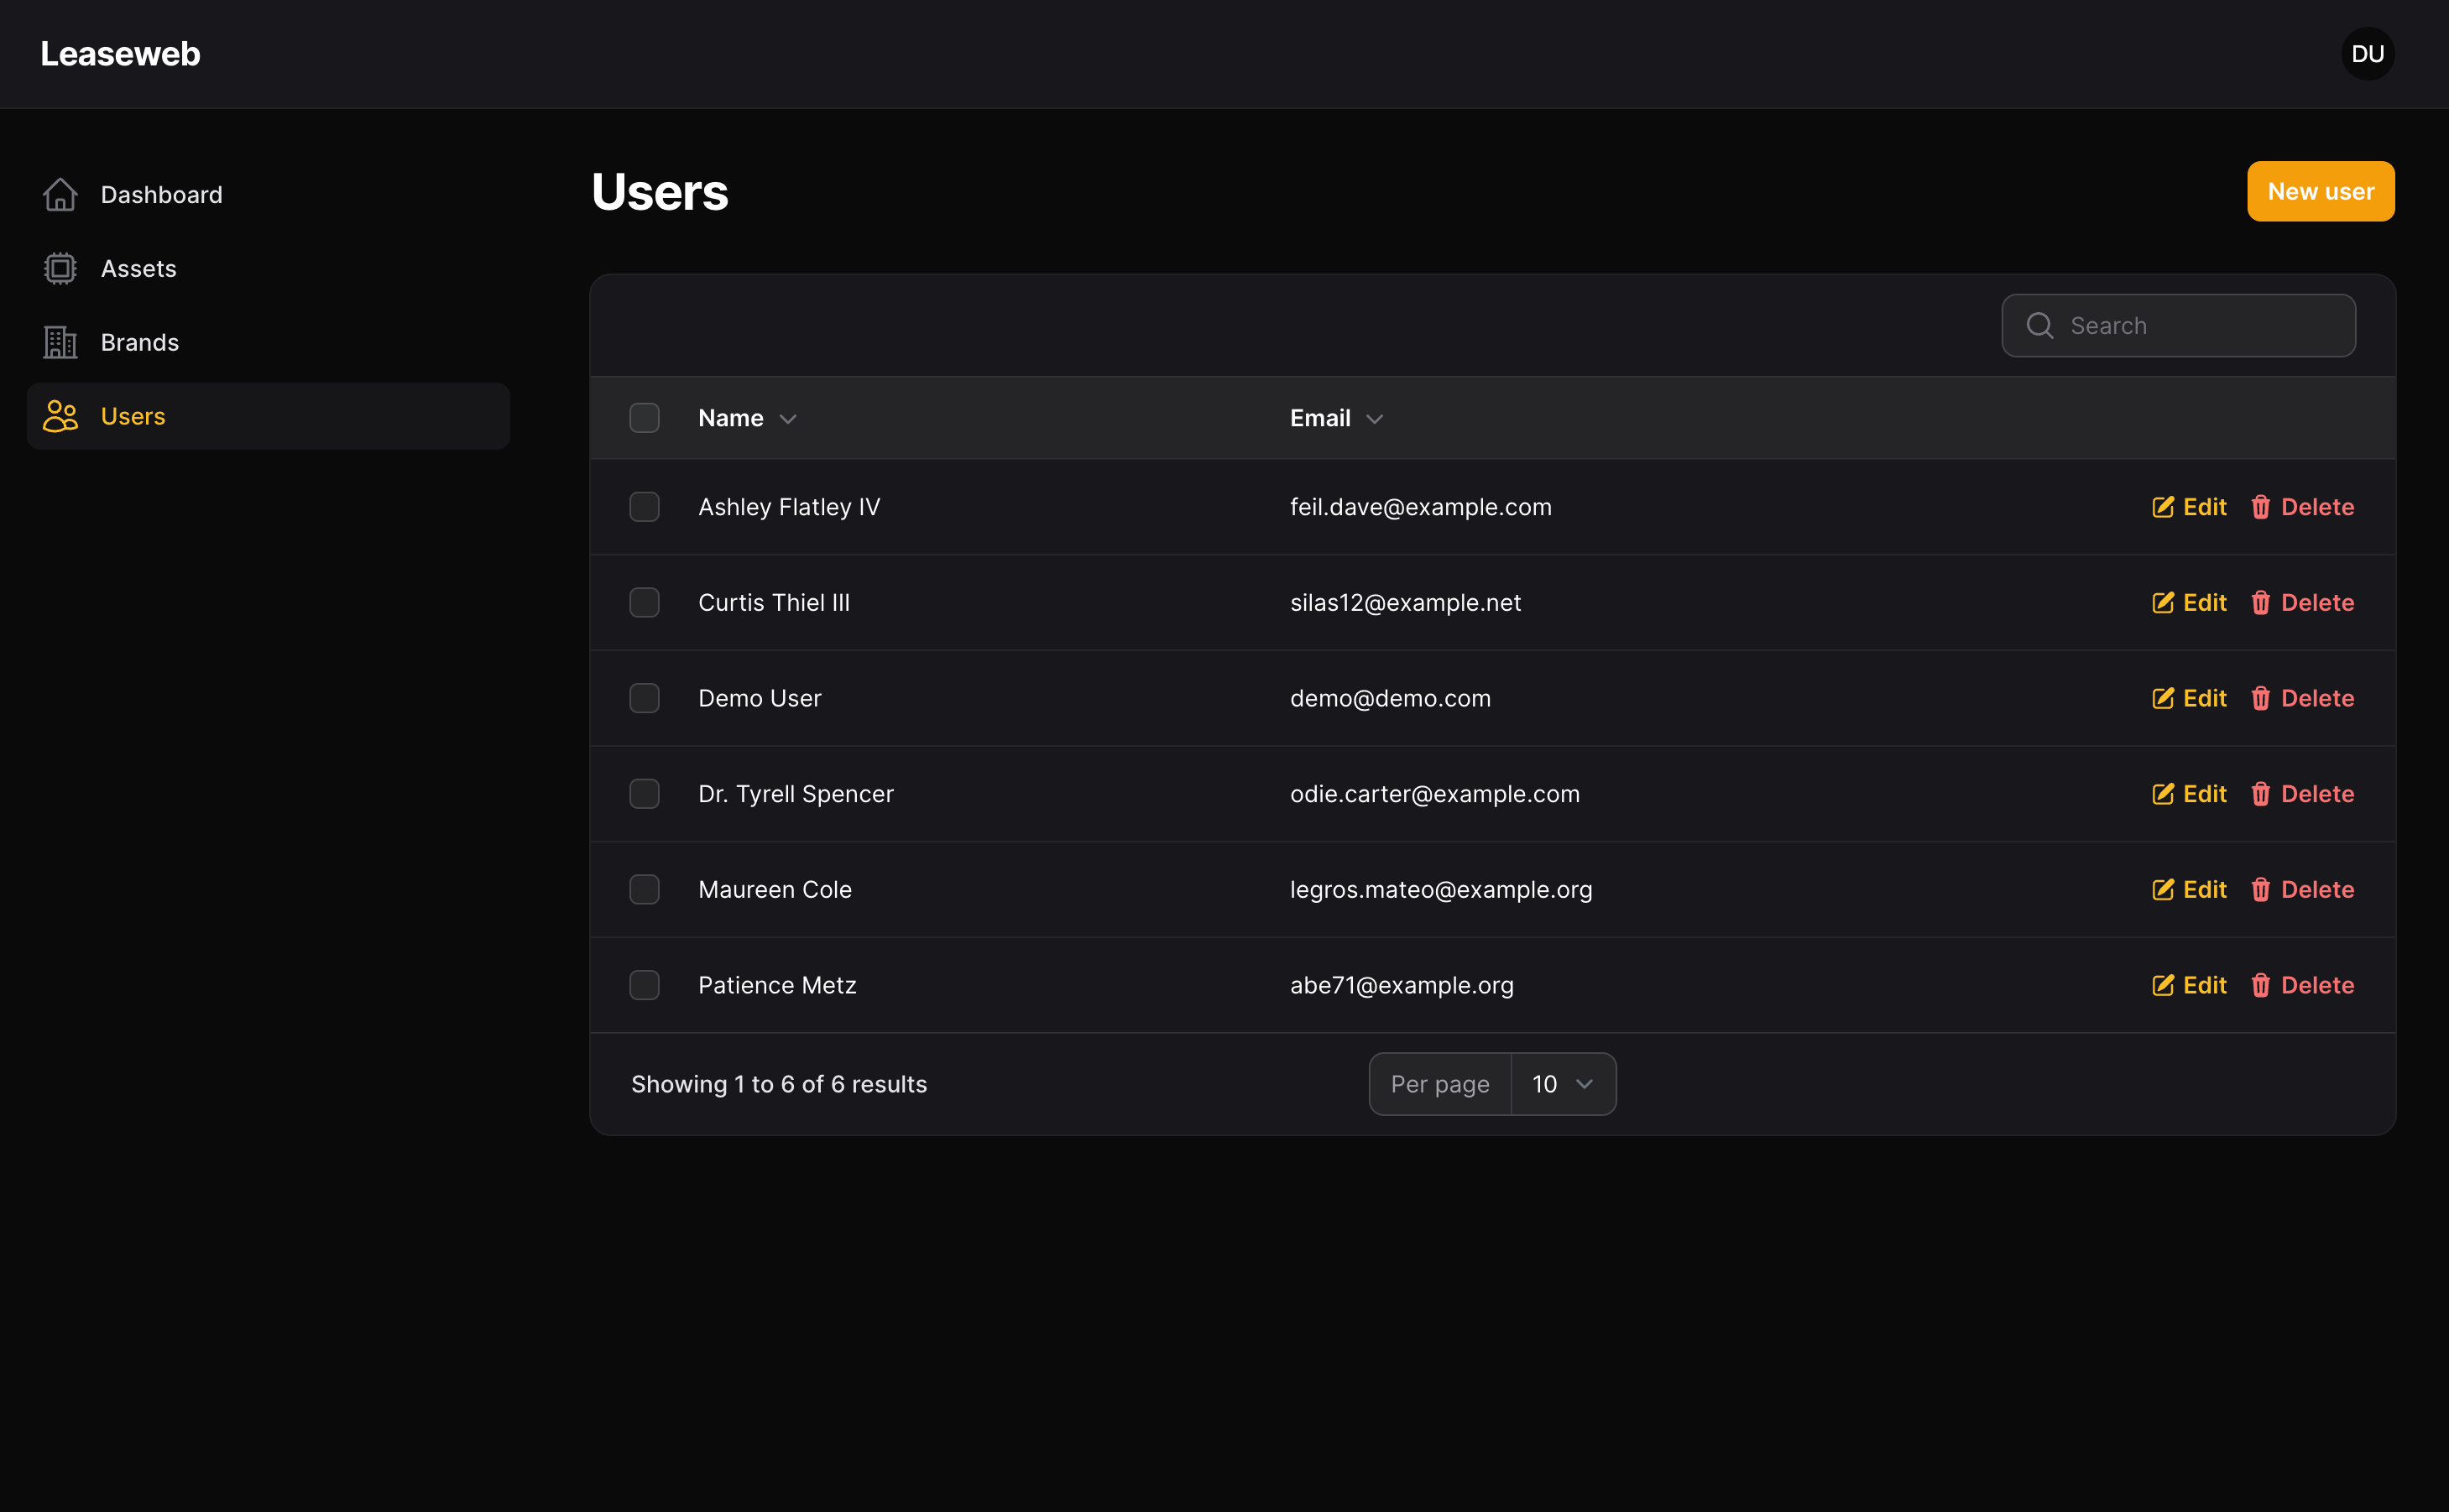 Leaseweb
DU
Dashboard
Assets
Brands
Users
Users
New user
Search
Name Email
Ashley Flatley IV feil.dave@example.com Edit Delete
Curtis Thiel III silas12@example.net Edit Delete
Demo User demo@demo.com Edit Delete
Dr. Tyrell Spencer odie.carter@example.com Edit Delete
Maureen Cole legros.mateo@example.org Edit Delete
Patience Metz abe71@example.org Edit Delete
Showing 1 to 6 of 6 results Per page 10